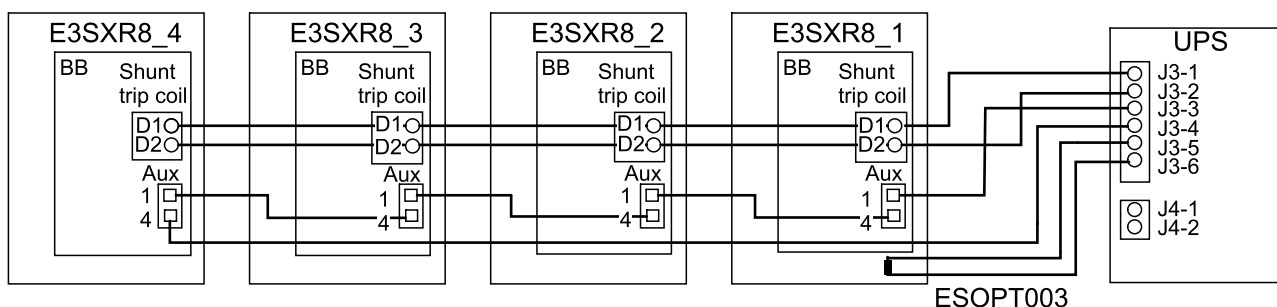 E3SXR8_4
BB
Shunt
trip coil
D1
D2
Aux
1
4
E3SXR8_3
BB
Shunt
trip coil
D1
D2
Aux
1
4
E3SXR8_2
BB
Shunt
trip coil
D1
D2
Aux
1
4
E3SXR8_1
BB
Shunt
trip coil
D1
D2
Aux
1
4
UPS
J3-1
J3-2
J3-3
J3-4
J3-5
J3-6
J4-1
J4-2
ESOPT003